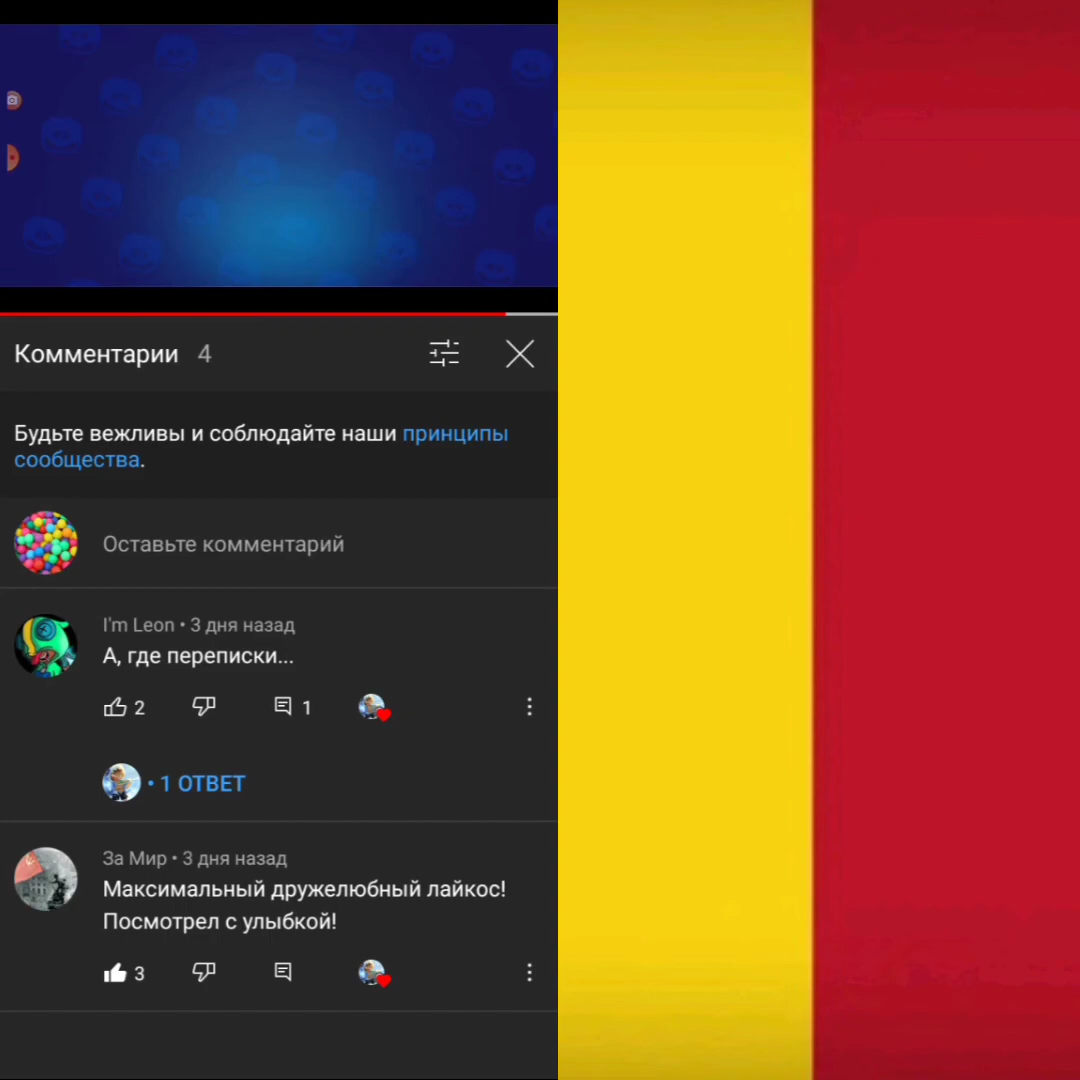 Комментарии 4
Будьте вежливы и соблюдайте наши принципы
сообщества.
Оставьте комментарий
I'm Leon • 3 дня назад
А, где переписки...
2 1
• 1 ОТВЕТ
За Мир • 3 дня назад
Максимальный дружелюбный лайкос!
Посмотрел с улыбкой!
3